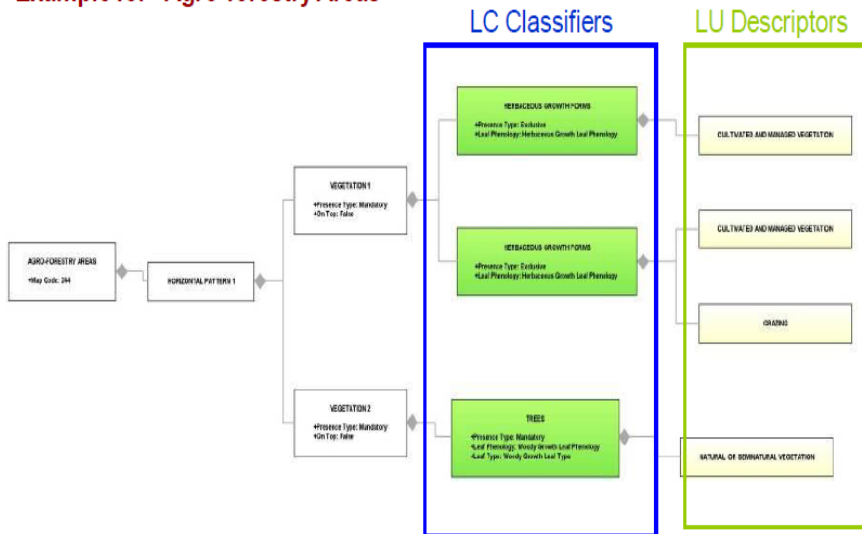 Example for "Agro-forestry Areas"
LC Classifiers
LU Descriptors
HERBACEOUS GROWTH FORMS
+Presence Type: Exclusive
+Leaf Phenology: Herbaceous Growth Leaf Phenology
CULTIVATED AND MANAGED VEGETATION
VEGETATION 1
+Presence Type: Mandatory
+On Top: False
HERBACEOUS GROWTH FORMS
+Presence Type: Exclusive
+Leaf Phenology: Herbaceous Growth Leaf Phenology
CULTIVATED AND MANAGED VEGETATION
AGRO-FORESTRY AREAS
+Map Code: 244
HORIZONTAL PATTERN 1
GRAZING
VEGETATION 2
+Presence Type: Mandatory
+On Top: False
TREES
+Presence Type: Mandatory
+Leaf Phenology: Woody Growth Leaf Phenology
+Leaf Type: Woody Growth Leaf Type
NATURAL OR SEMINATURAL VEGETATION